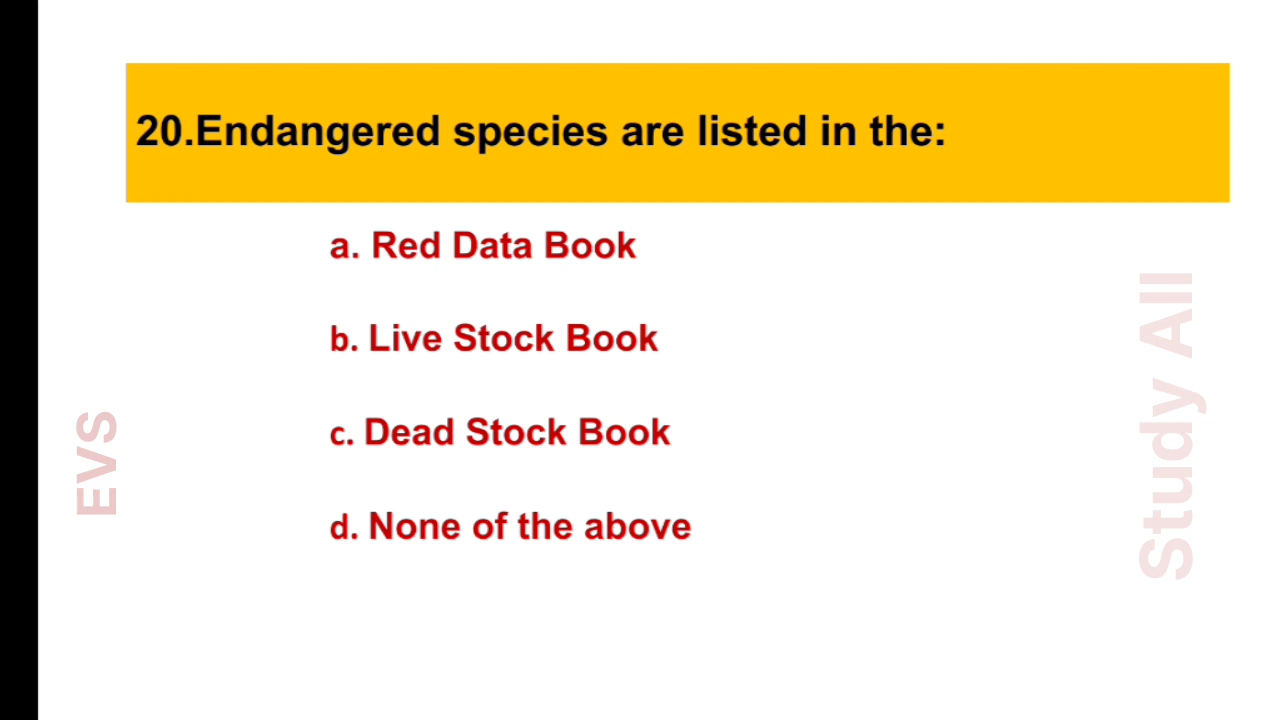 20.Endangered species are listed in the:
a. Red Data Book
b. Live Stock Book
c. Dead Stock Book
d. None of the above
EVS
Study All